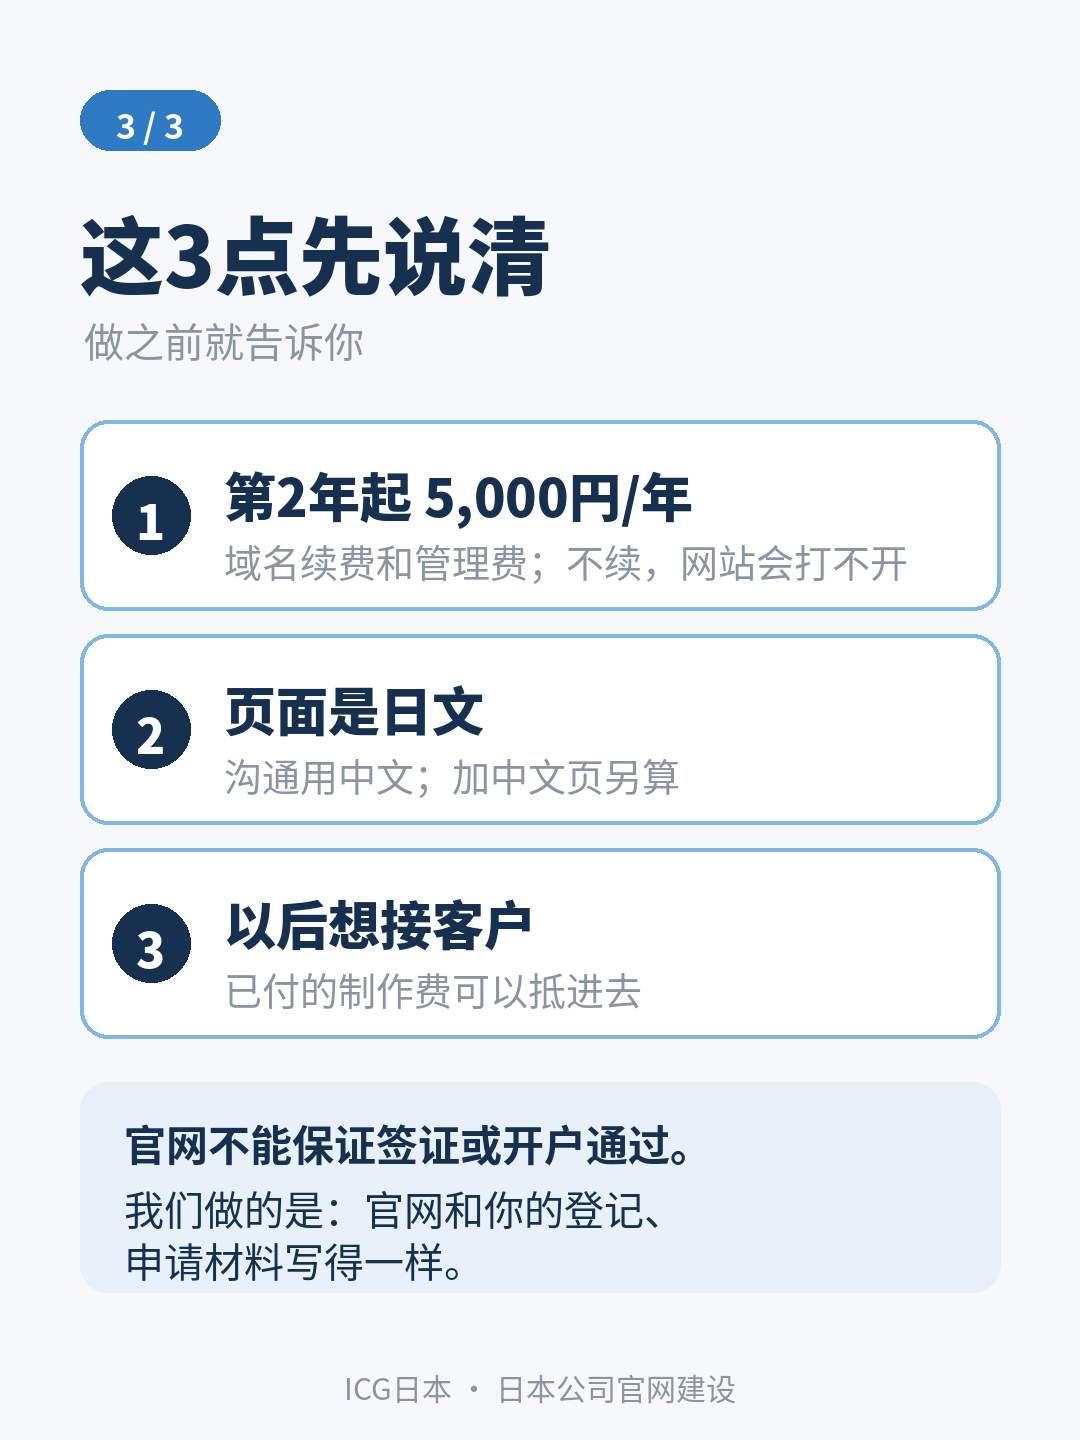 3 / 3
这3点先说清
做之前就告诉你
1
第2年起 5,000円/年
域名续费和管理费；不续，网站会打不开
2
页面是日文
沟通用中文；加中文页另算
3
以后想接客户
已付的制作费可以抵进去
官网不能保证签证或开户通过。
我们做的是：官网和你的登记、
申请材料写得一样。
ICG日本 · 日本公司官网建设